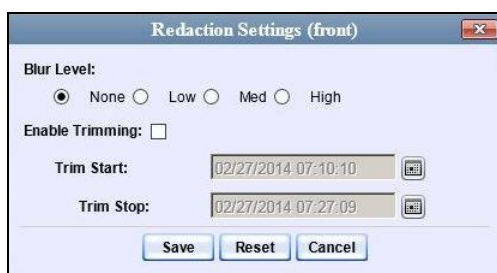 Redaction Settings (front)
Blur Level:
None Low Med High
Enable Trimming:
Trim Start: 02/27/2014 07:10:10
Trim Stop: 02/27/2014 07:27:09
Save Reset Cancel